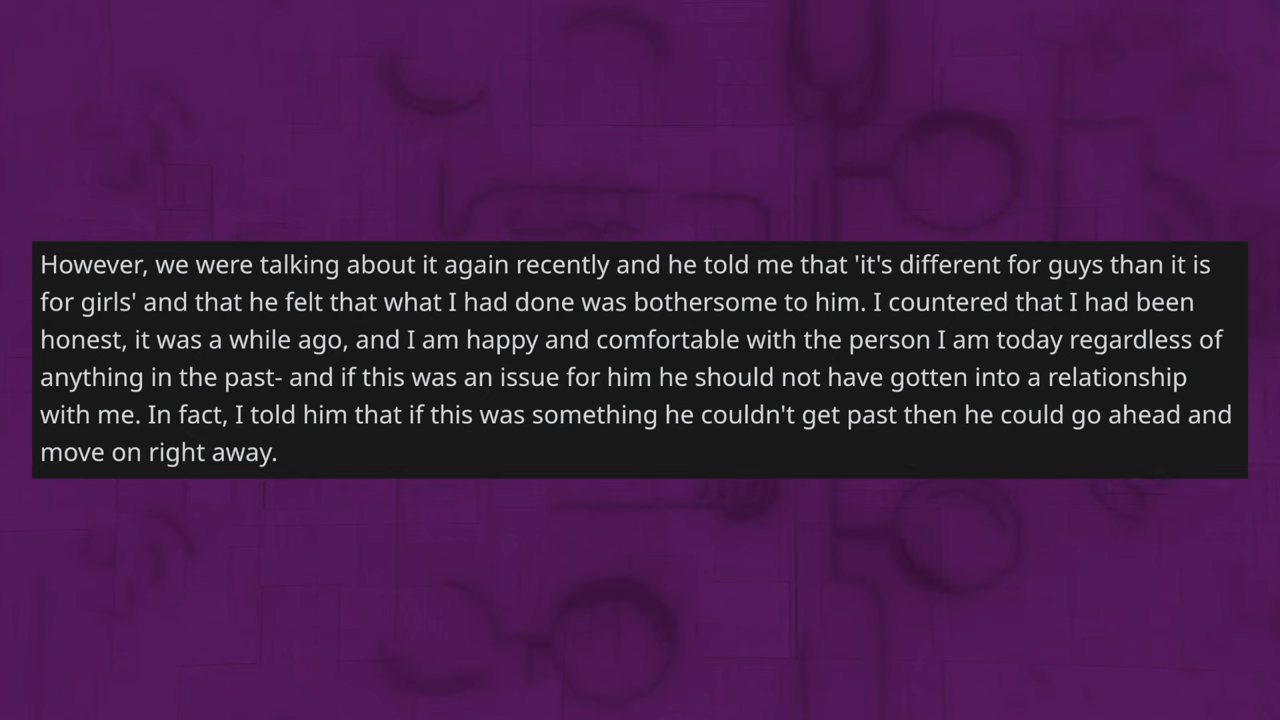 However, we were talking about it again recently and he told me that 'it's different for guys than it is
for girls' and that he felt that what I had done was bothersome to him. I countered that I had been
honest, it was a while ago, and I am happy and comfortable with the person I am today regardless of
anything in the past- and if this was an issue for him he should not have gotten into a relationship
with me. In fact, I told him that if this was something he couldn't get past then he could go ahead and
move on right away.